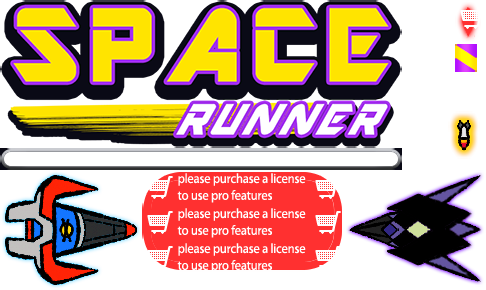 SPACE
RUNNER
please purchase a license
to use pro features
please purchase a license
to use pro features
please purchase a license
to use pro features